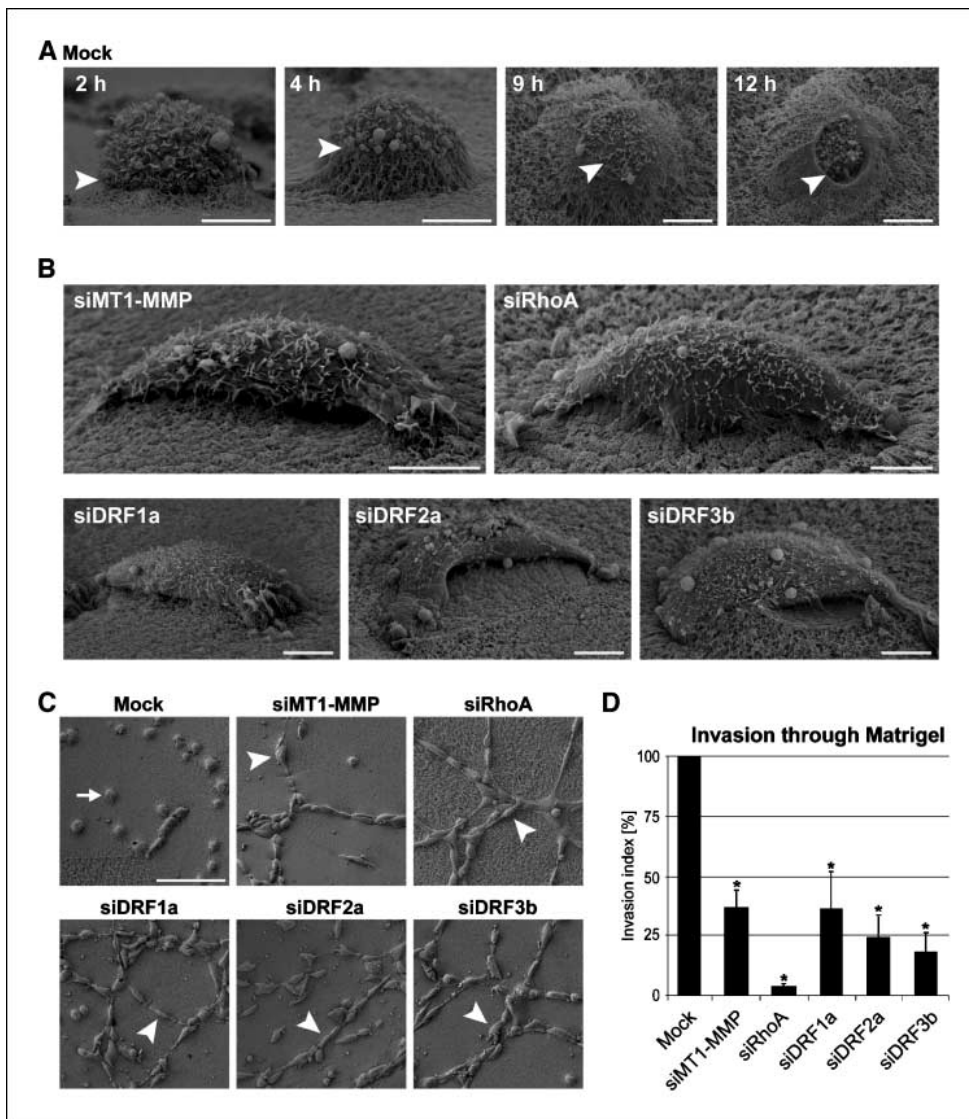 A Mock
2 h 4 h 9 h 12 h
B
siMT1-MMP siRhoA
siDRF1a siDRF2a siDRF3b
C
Mock siMT1-MMP siRhoA
siDRF1a siDRF2a siDRF3b
D
Invasion through Matrigel
Invasion index [%]
100
75
50
25
0
* * * * *
Mock siMT1-MMP siRhoA siDRF1a siDRF2a siDRF3b